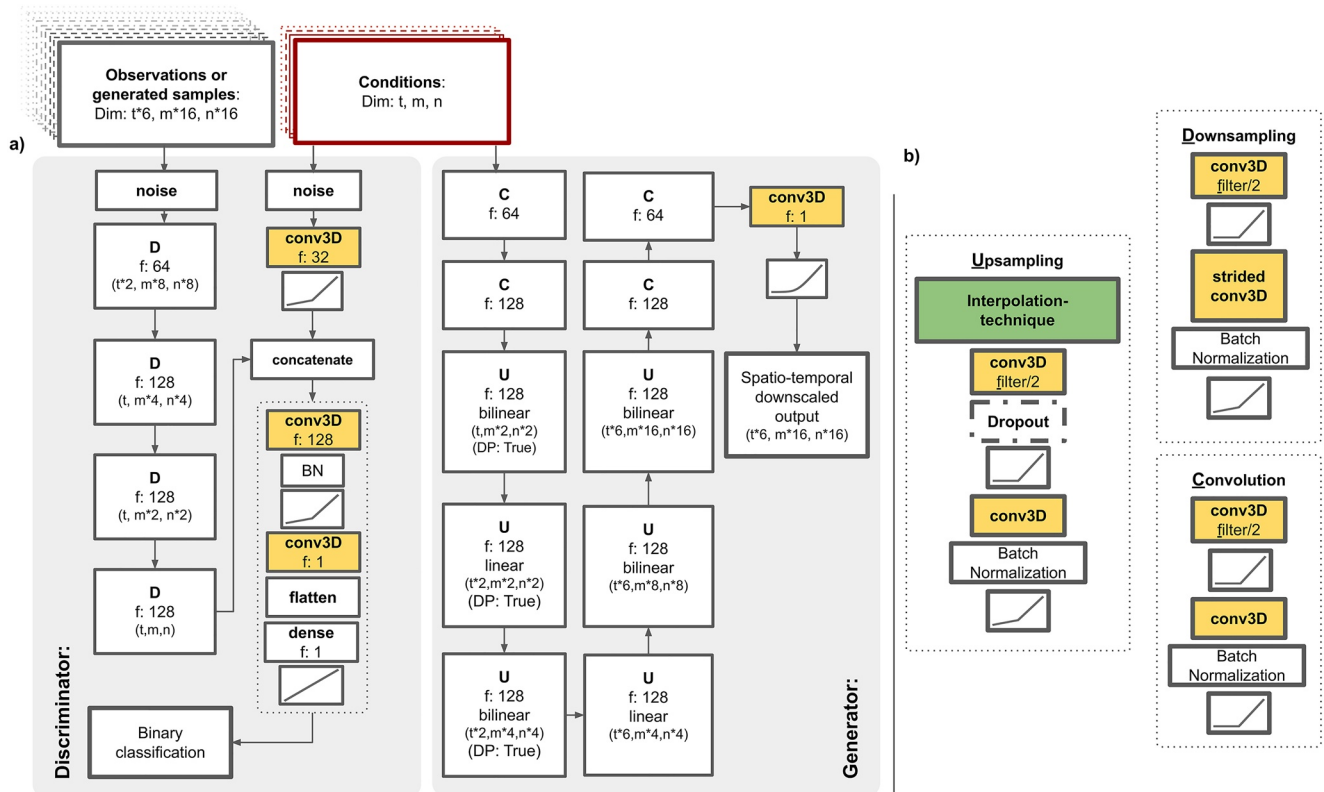 Observations or
generated samples:
Dim: t*6, m*16, n*16
Conditions:
Dim: t, m, n
a)
noise
D
f: 64
(t*2, m*8, n*8)
D
f: 128
(t, m*4, n*4)
D
f: 128
(t, m*2, n*2)
D
f: 128
(t,m,n)
noise
conv3D
f: 32
concatenate
conv3D
f: 128
BN
conv3D
f: 1
flatten
dense
f: 1
Binary
classification
Discriminator:
C
f: 64
C
f: 128
U
f: 128
bilinear
(t,m*2,n*2)
(DP: True)
U
f: 128
linear
(t*2,m*2,n*2)
(DP: True)
U
f: 128
bilinear
(t*2,m*4,n*4)
(DP: True)
U
f: 128
linear
(t*6,m*4,n*4)
U
f: 128
bilinear
(t*6,m*8,n*8)
U
f: 128
bilinear
(t*6,m*16,n*16)
C
f: 128
C
f: 64
conv3D
f: 1
Spatio-temporal
downscaled
output
(t*6, m*16, n*16)
Generator:
b)
Upsampling
Interpolation-
technique
conv3D
filter/2
Dropout
conv3D
Batch
Normalization
Downsampling
conv3D
filter/2
strided
conv3D
Batch
Normalization
Convolution
conv3D
filter/2
conv3D
Batch
Normalization